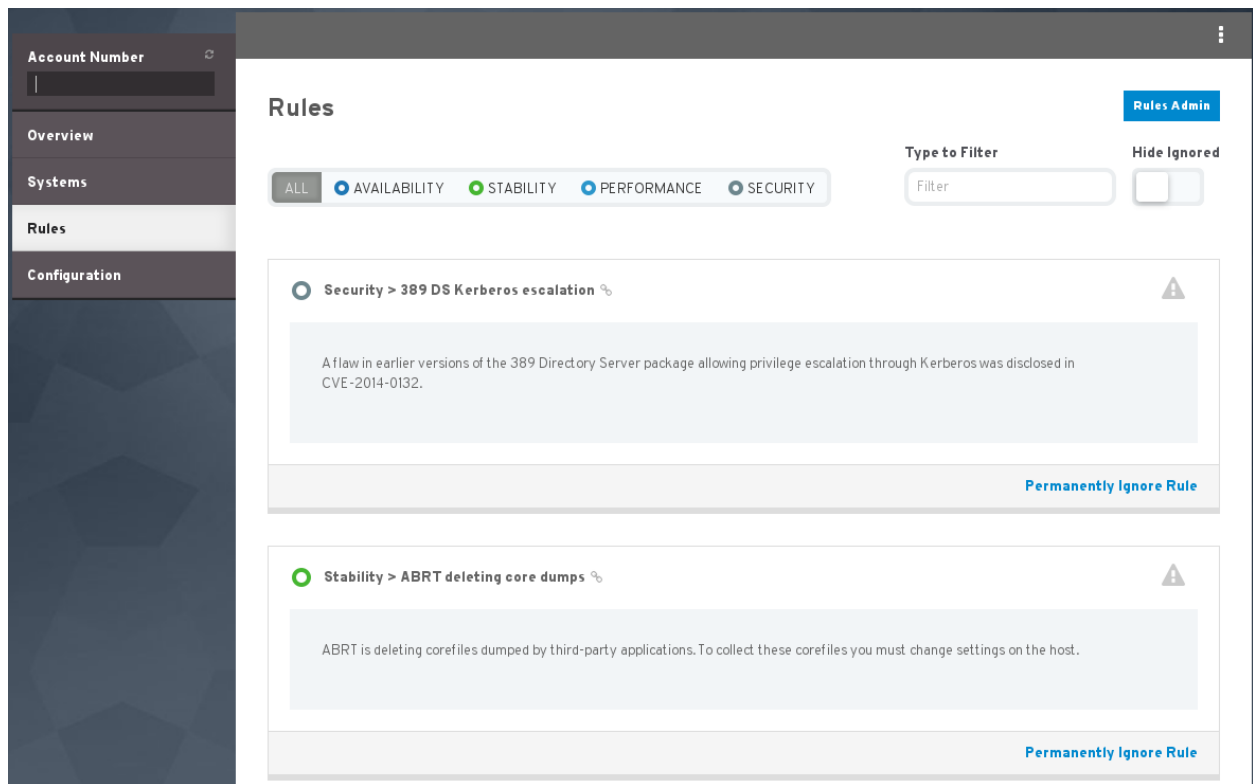 Account Number
Overview
Systems
Rules
Configuration
Rules
Rules Admin
Type to Filter
Hide Ignored
ALL
AVAILABILITY
STABILITY
PERFORMANCE
SECURITY
Filter
Security > 389 DS Kerberos escalation
A flaw in earlier versions of the 389 Directory Server package allowing privilege escalation through Kerberos was disclosed in
CVE-2014-0132.
Permanently Ignore Rule
Stability > ABRT deleting core dumps
ABRT is deleting corefiles dumped by third-party applications. To collect these corefiles you must change settings on the host.
Permanently Ignore Rule